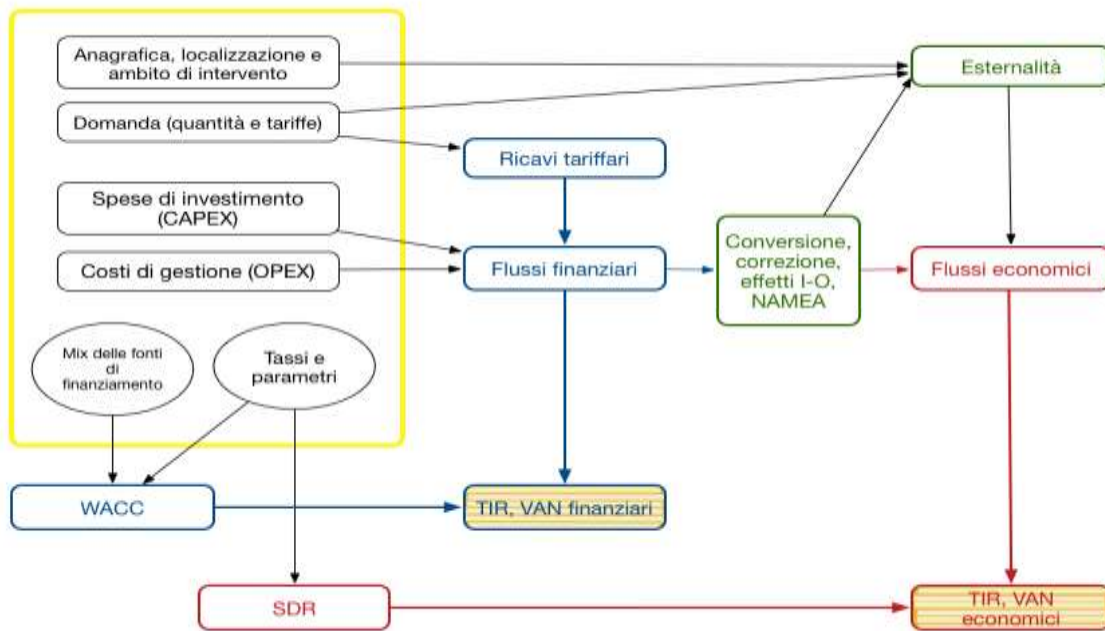 Anagrafica, localizzazione e
ambito di intervento
Esternalità
Domanda (quantità e tariffe)
Ricavi tariffari
Spese di investimento
(CAPEX)
Costi di gestione (OPEX)
Flussi finanziari
Conversione,
correzione,
effetti I-O,
NAMEA
Flussi economici
Mix delle fonti
di
finanziamento
Tassi e
parametri
WACC
TIR, VAN finanziari
SDR
TIR, VAN
economici